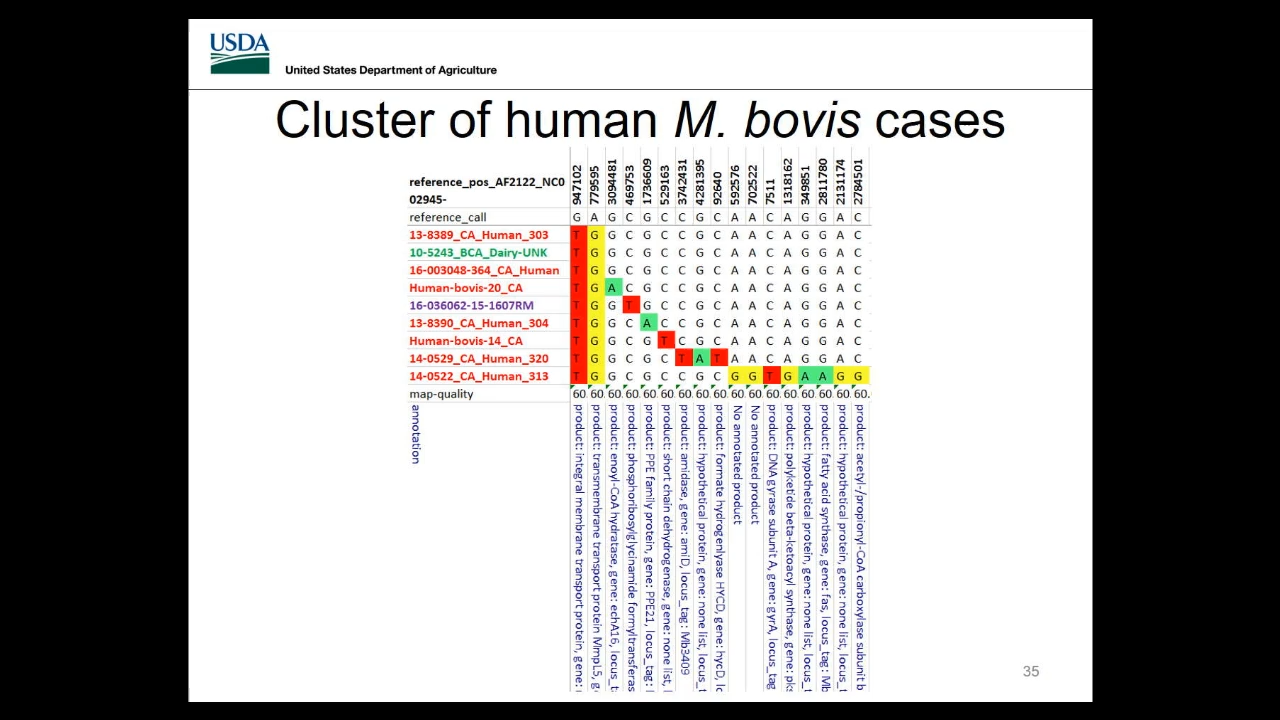 USDA
United States Department of Agriculture
Cluster of human M. bovis cases
reference_pos_AF2122_NC0
02945-
947102 779595 3094481 469753 1736609 529163 3742431 4281395 92640 592576 702522 7511 1318162 349851 2811780 2131174 2784501
reference_call G A G C G C C G C A A C A G G A C
13-8389_CA_Human_303 T G G C G C C G C A A C A G G A C
10-5243_BCA_Dairy-UNK T G G C G C C G C A A C A G G A C
16-003048-364_CA_Human T G G C G C C G C A A C A G G A C
Human-bovis-20_CA T G A C G C C G C A A C A G G A C
16-036062-15-1607RM T G G T G C C G C A A C A G G A C
13-8390_CA_Human_304 T G G C A C C G C A A C A G G A C
Human-bovis-14_CA T G G C G T C G C A A C A G G A C
14-0529_CA_Human_320 T G G C G C T A T A A C A G G A C
14-0522_CA_Human_313 T G G C G C C G C G G T G A A G G
map-quality 60. 60. 60. 60. 60. 60. 60. 60. 60. 60. 60. 60. 60. 60. 60. 60. 60.
annotation
product: integral membrane transport protein, gene:
product: transmembrane transport protein MmpL5, g
product: enoyl-CoA hydratase, gene: echA16, locus_t
product: phosphoribosylglycinamide formyltransferas
product: PPE family protein, gene: PPE21, locus_tag:
product: short chain dehydrogenase, gene: none list,
product: amidase, gene: amiD, locus_tag: Mb3409
product: hypothetical protein, gene: none list, locus_t
product: formate hydrogenlyase HYCD, gene: hycD, lo
No annotated product
No annotated product
product: DNA gyrase subunit A, gene: gyrA, locus_tag
product: polyketide beta-ketoacyl synthase, gene: pks
product: hypothetical protein, gene: none list, locus_t
product: fatty acid synthase, gene: fas, locus_tag: Mb
product: hypothetical protein, gene: none list, locus_t
product: acetyl-/propionyl-CoA carboxylase subunit b
35